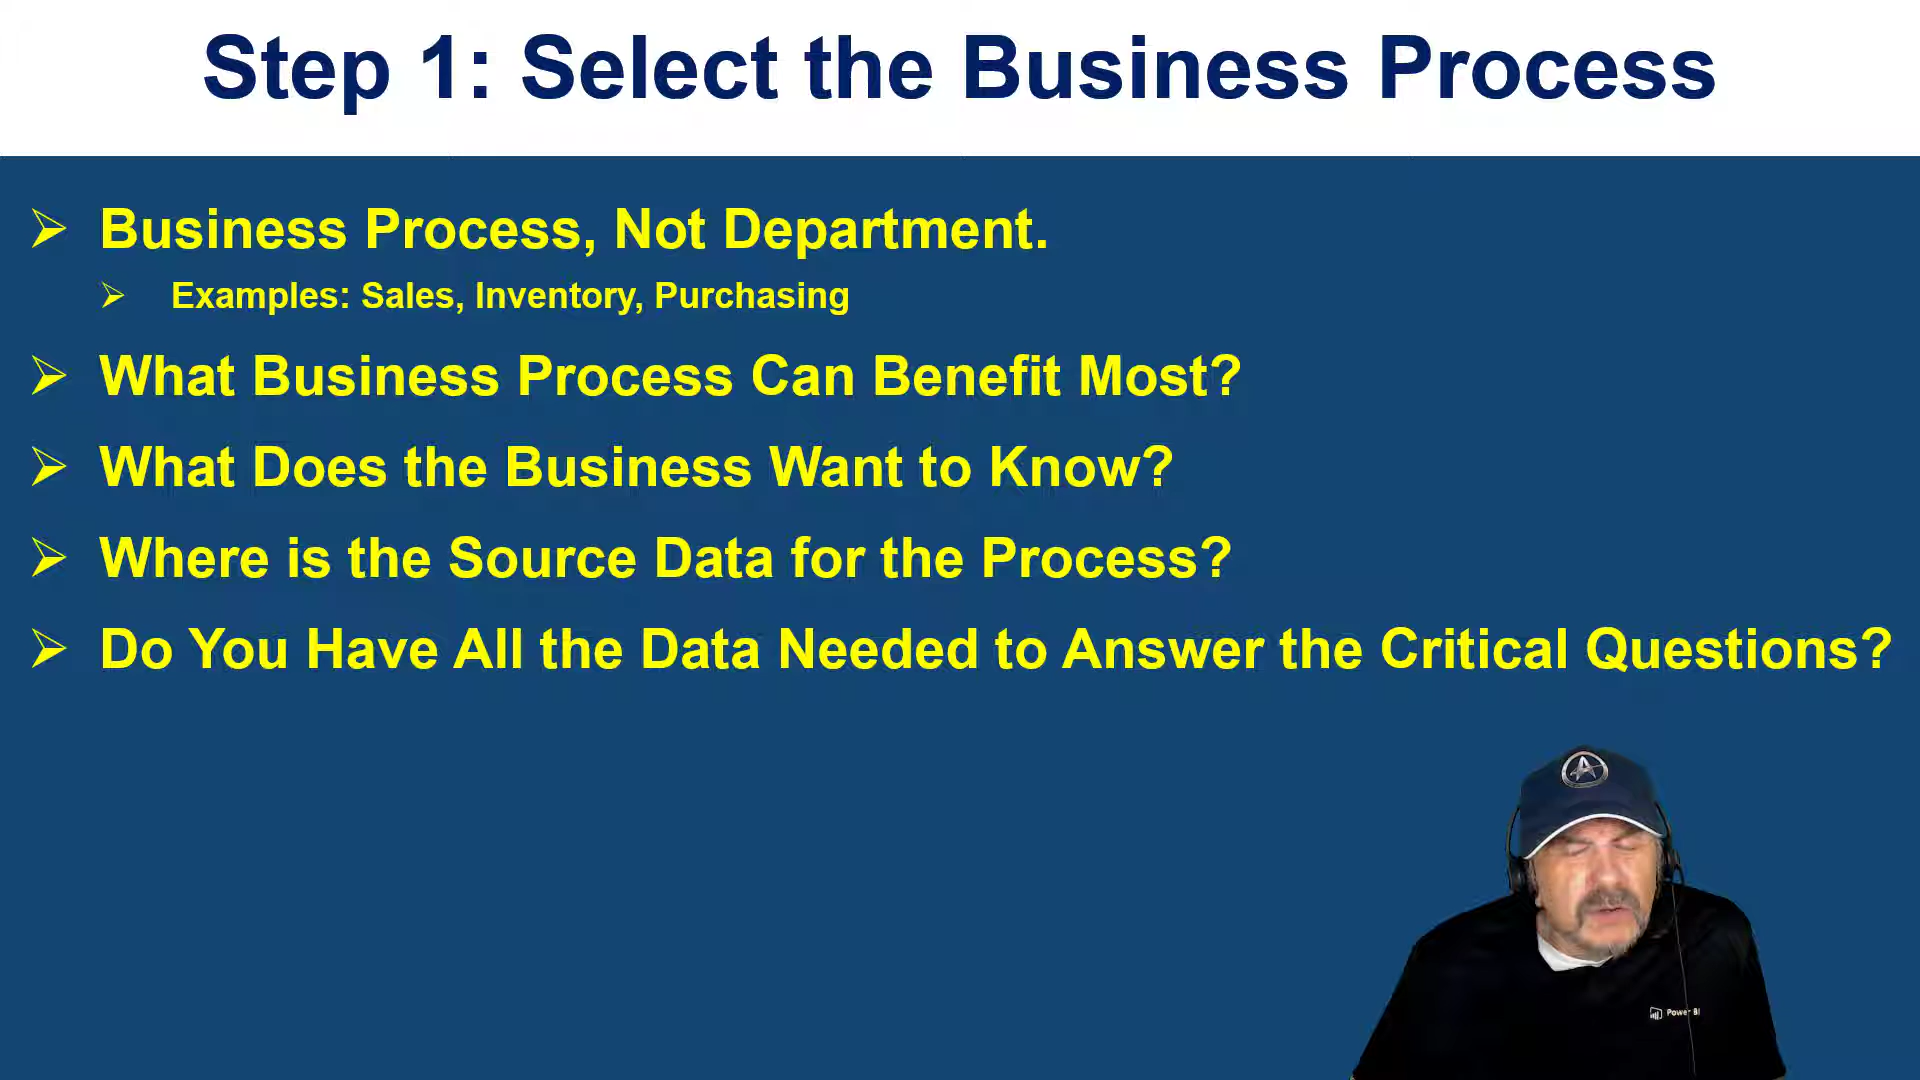 Step 1: Select the Business Process
Business Process, Not Department.
Examples: Sales, Inventory, Purchasing
What Business Process Can Benefit Most?
What Does the Business Want to Know?
Where is the Source Data for the Process?
Do You Have All the Data Needed to Answer the Critical Questions?
Power BI